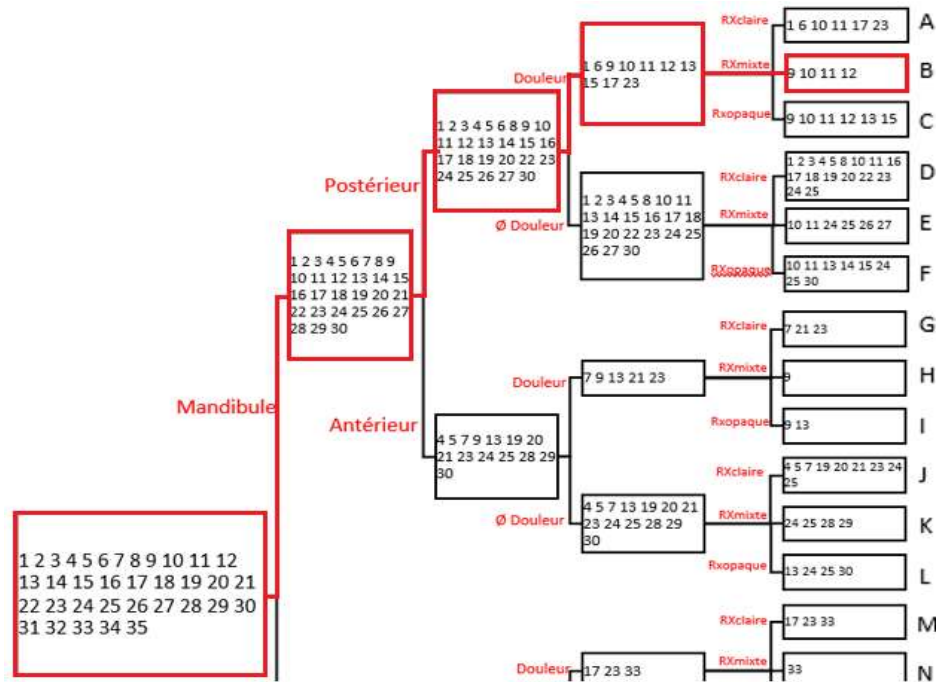 RXclaire
1 6 10 11 17 23
A
Douleur
1 6 9 10 11 12 13
15 17 23
RXmixte
9 10 11 12
B
Rxopaque
9 10 11 12 13 15
C
Postérieur
1 2 3 4 5 6 8 9 10
11 12 13 14 15 16
17 18 19 20 22 23
24 25 26 27 30
RXclaire
1 2 3 4 5 8 10 11 16
17 18 19 20 22 23
24 25
D
Ø Douleur
1 2 3 4 5 8 10 11
13 14 15 16 17 18
19 20 22 23 24 25
26 27 30
RXmixte
10 11 24 25 26 27
E
RXopaque
10 11 13 14 15 24
25 30
F
Mandibule
1 2 3 4 5 6 7 8 9
10 11 12 13 14 15
16 17 18 19 20 21
22 23 24 25 26 27
28 29 30
RXclaire
7 21 23
G
Douleur
7 9 13 21 23
RXmixte
9
H
Rxopaque
9 13
I
Antérieur
4 5 7 9 13 19 20
21 23 24 25 28 29
30
RXclaire
4 5 7 19 20 21 23 24
25
J
Ø Douleur
4 5 7 13 19 20 21
23 24 25 28 29
30
RXmixte
24 25 28 29
K
Rxopaque
13 24 25 30
L
1 2 3 4 5 6 7 8 9 10 11 12
13 14 15 16 17 18 19 20 21
22 23 24 25 26 27 28 29 30
31 32 33 34 35
RXclaire
17 23 33
M
Douleur
17 23 33
RXmixte
33
N